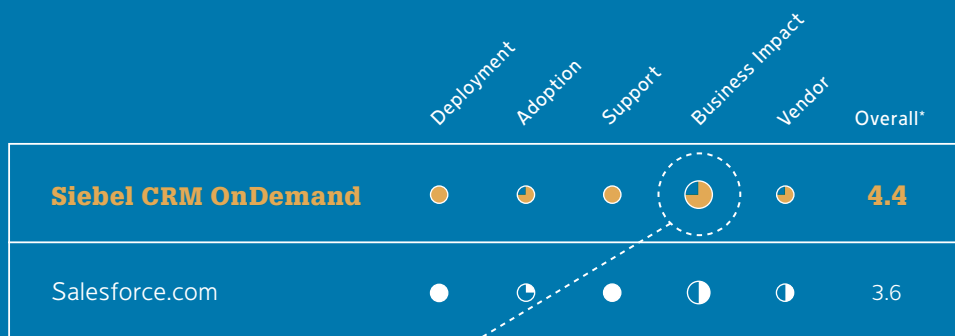 Deployment
Adoption
Support
Business Impact
Vendor
Overall*
Siebel CRM OnDemand
4.4
Salesforce.com
3.6